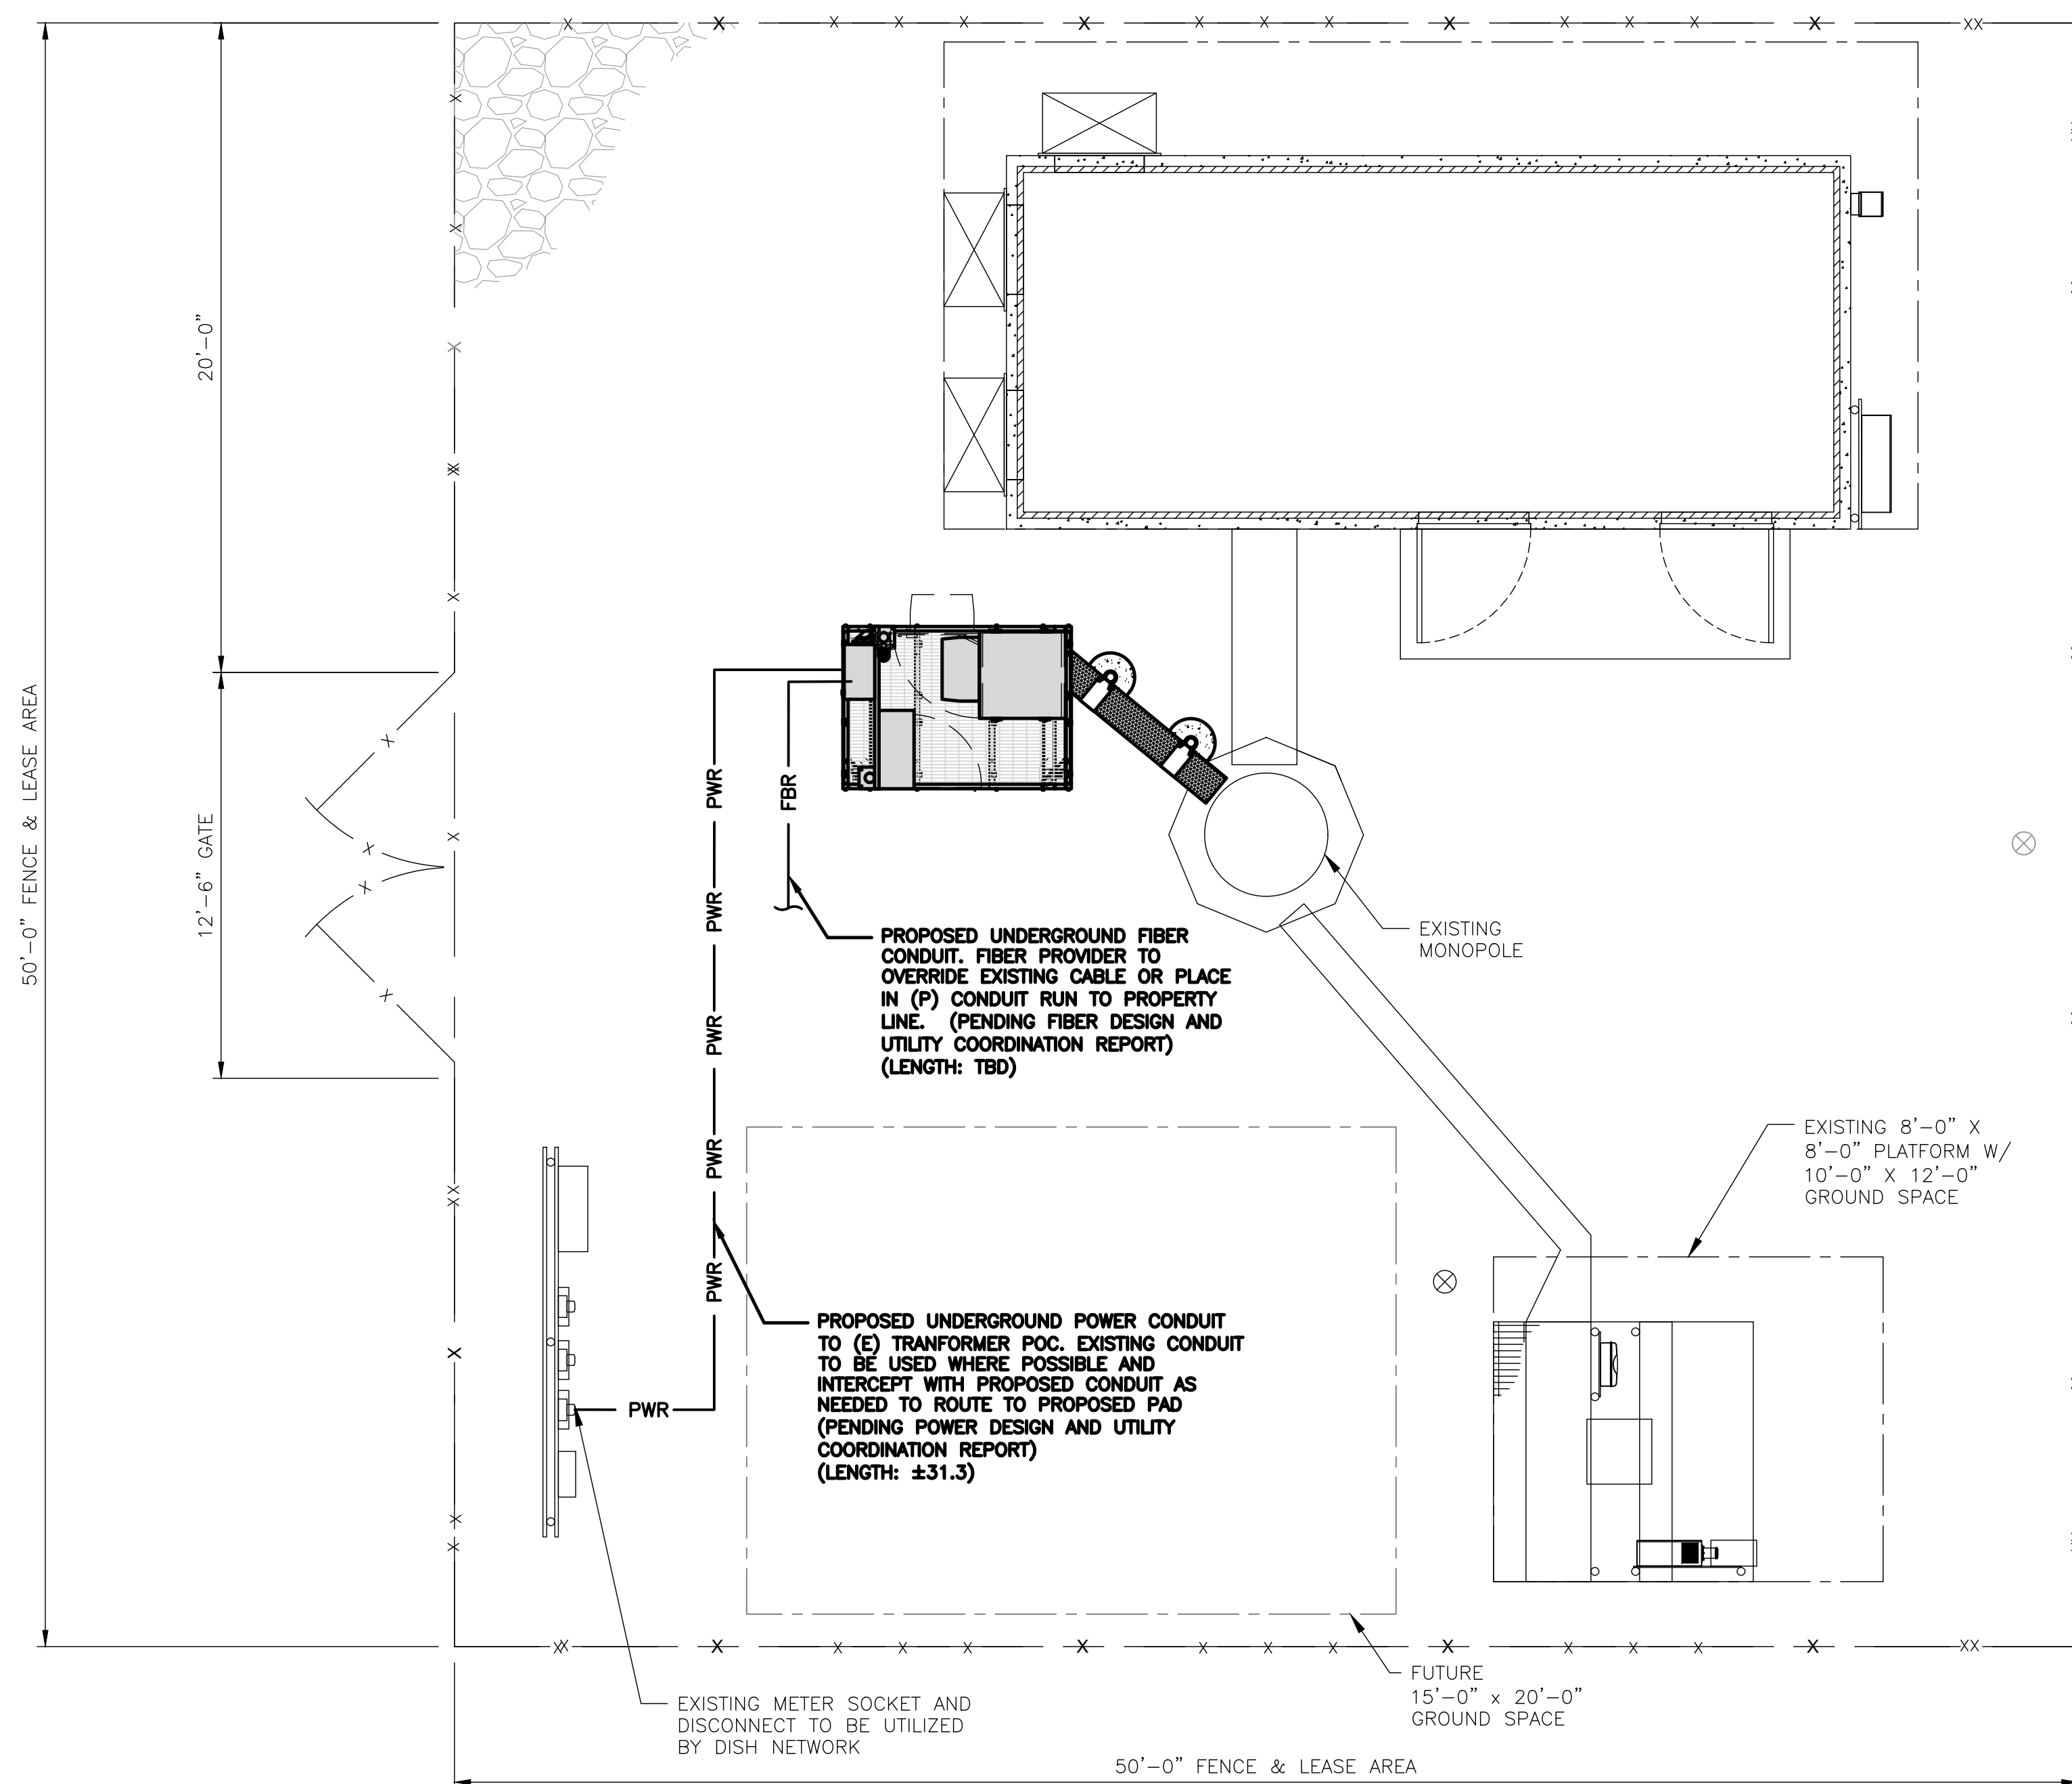 20'-0"
50'-0" FENCE & LEASE AREA
12'-6" GATE
PWR
PWR
PWR
PWR
PWR
PWR
FBR
PROPOSED UNDERGROUND FIBER
CONDUIT. FIBER PROVIDER TO
OVERRIDE EXISTING CABLE OR PLACE
IN (P) CONDUIT RUN TO PROPERTY
LINE. (PENDING FIBER DESIGN AND
UTILITY COORDINATION REPORT)
(LENGTH: TBD)
EXISTING
MONOPOLE
EXISTING 8'-0" X
8'-0" PLATFORM W/
10'-0" X 12'-0"
GROUND SPACE
PROPOSED UNDERGROUND POWER CONDUIT
TO (E) TRANFORMER POC. EXISTING CONDUIT
TO BE USED WHERE POSSIBLE AND
INTERCEPT WITH PROPOSED CONDUIT AS
NEEDED TO ROUTE TO PROPOSED PAD
(PENDING POWER DESIGN AND UTILITY
COORDINATION REPORT)
(LENGTH: ±31.3)
FUTURE
15'-0" x 20'-0"
GROUND SPACE
EXISTING METER SOCKET AND
DISCONNECT TO BE UTILIZED
BY DISH NETWORK
50'-0" FENCE & LEASE AREA